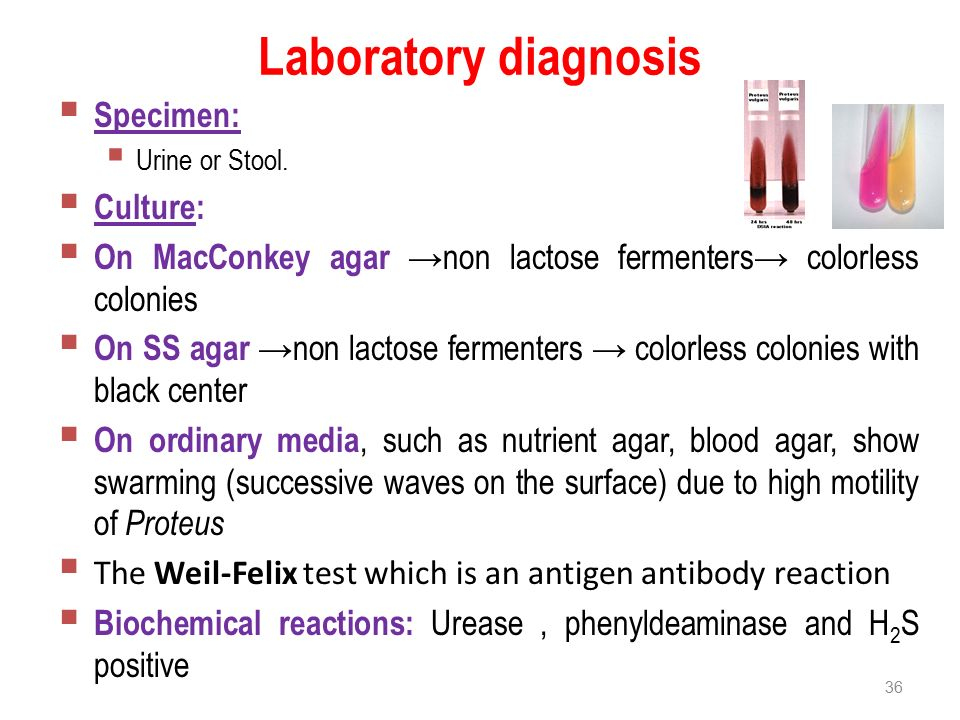 Laboratory diagnosis
Specimen:
Urine or Stool.
Proteus vulgaris
Proteus vulgaris
24 hrs
48 hrs
Culture:
On MacConkey agar →non lactose fermenters→ colorless
colonies
On SS agar →non lactose fermenters → colorless colonies with
black center
On ordinary media, such as nutrient agar, blood agar, show
swarming (successive waves on the surface) due to high motility
of Proteus
The Weil-Felix test which is an antigen antibody reaction
Biochemical reactions: Urease , phenyldeaminase and H₂S
positive
36